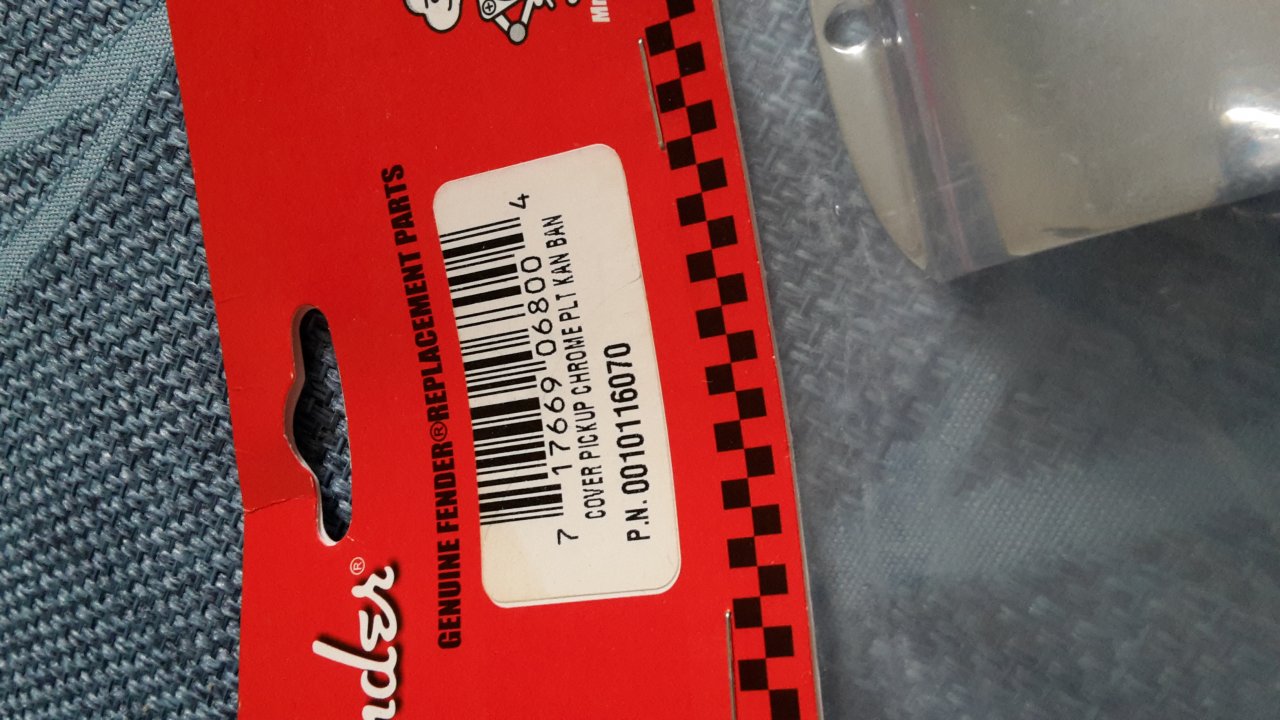 nder®
GENUINE FENDER®REPLACEMENT PARTS
7 17669 06800 4
COVER PICKUP CHROME PLT KAN BAN
P.N. 0010116070